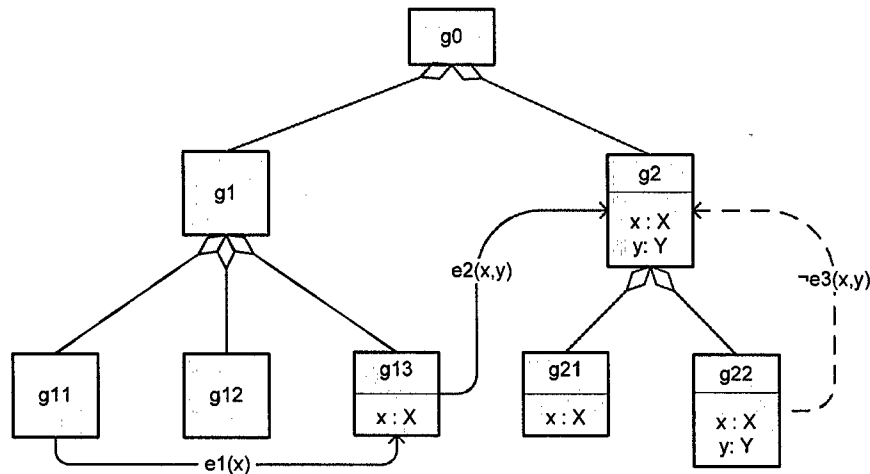 g0
g1
g2
x : X
y: Y
e2(x,y)
¬e3(x,y)
g11
g12
g13
x : X
g21
x : X
g22
x : X
y: Y
e1(x)